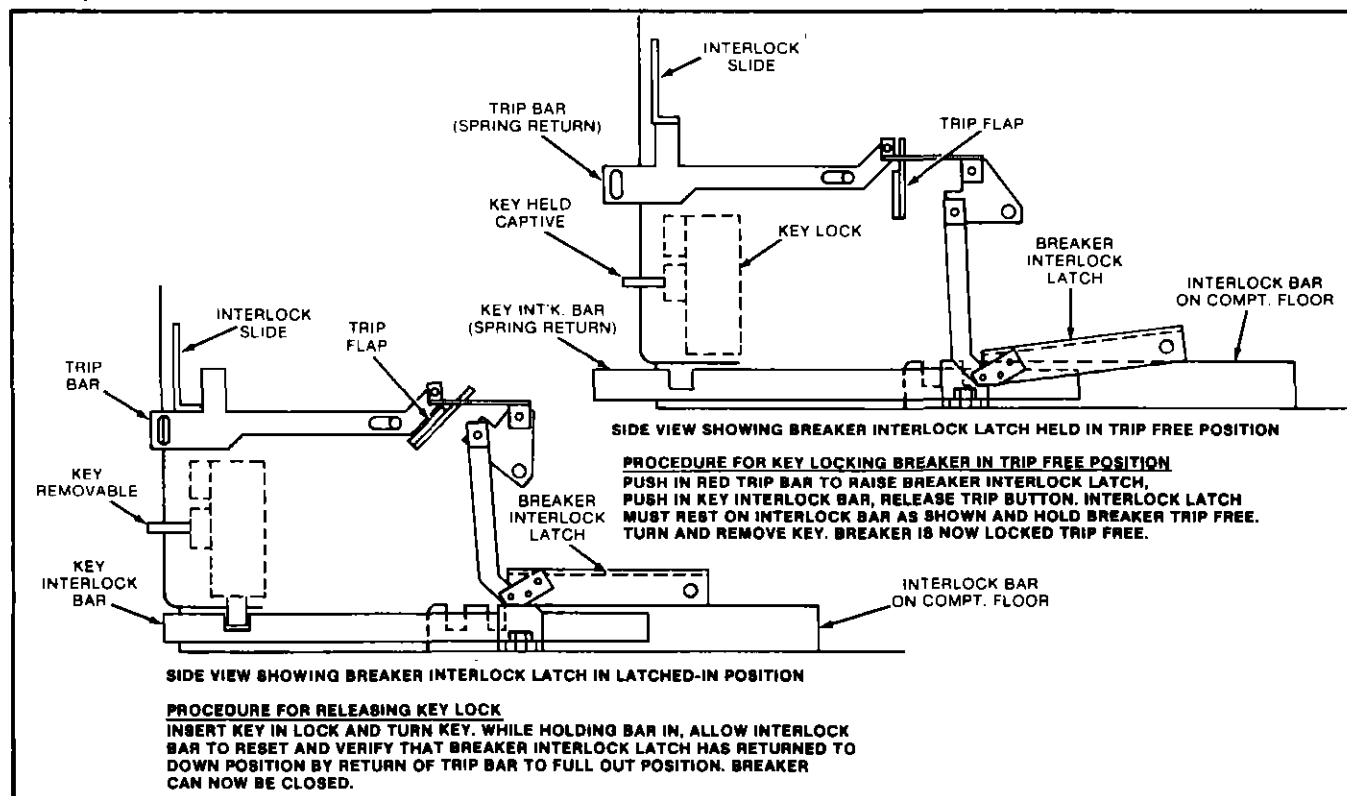 INTERLOCK
SLIDE
TRIP BAR
(SPRING RETURN)
TRIP FLAP
KEY HELD
CAPTIVE
KEY LOCK
BREAKER
INTERLOCK
LATCH
INTERLOCK BAR
ON COMPT. FLOOR
KEY INT'K. BAR
(SPRING RETURN)
SIDE VIEW SHOWING BREAKER INTERLOCK LATCH HELD IN TRIP FREE POSITION
PROCEDURE FOR KEY LOCKING BREAKER IN TRIP FREE POSITION
PUSH IN RED TRIP BAR TO RAISE BREAKER INTERLOCK LATCH,
PUSH IN KEY INTERLOCK BAR, RELEASE TRIP BUTTON. INTERLOCK LATCH
MUST REST ON INTERLOCK BAR AS SHOWN AND HOLD BREAKER TRIP FREE.
TURN AND REMOVE KEY. BREAKER IS NOW LOCKED TRIP FREE.
INTERLOCK
SLIDE
TRIP
FLAP
TRIP
BAR
KEY
REMOVABLE
BREAKER
INTERLOCK
LATCH
KEY
INTERLOCK
BAR
INTERLOCK BAR
ON COMPT. FLOOR
SIDE VIEW SHOWING BREAKER INTERLOCK LATCH IN LATCHED-IN POSITION
PROCEDURE FOR RELEASING KEY LOCK
INSERT KEY IN LOCK AND TURN KEY. WHILE HOLDING BAR IN, ALLOW INTERLOCK
BAR TO RESET AND VERIFY THAT BREAKER INTERLOCK LATCH HAS RETURNED TO
DOWN POSITION BY RETURN OF TRIP BAR TO FULL OUT POSITION. BREAKER
CAN NOW BE CLOSED.